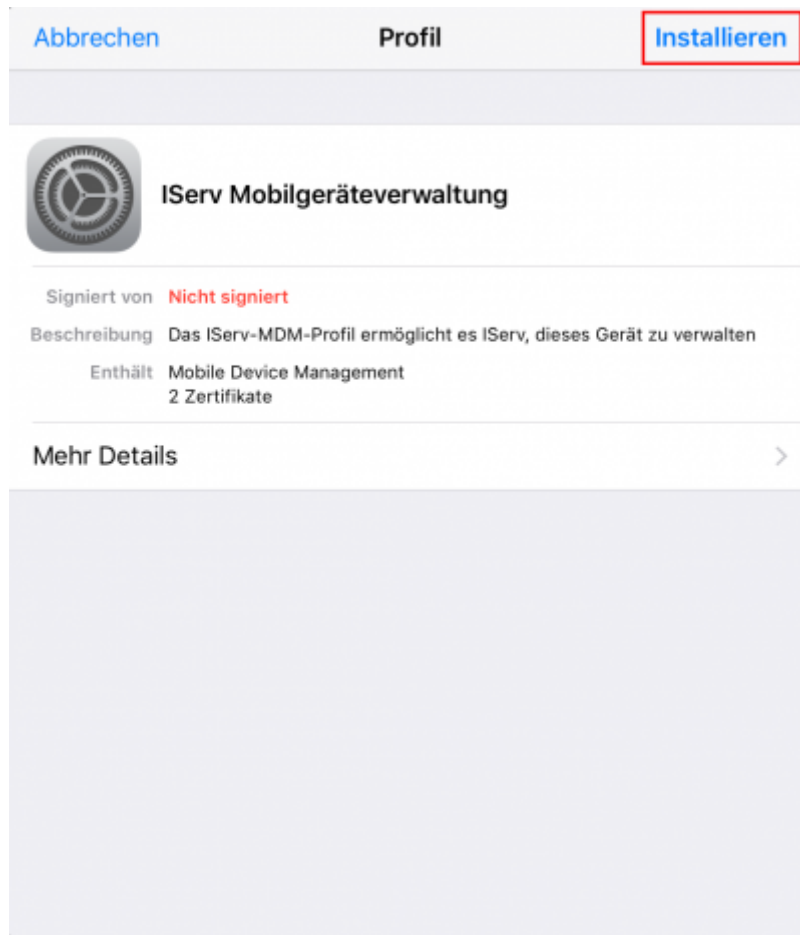 Abbrechen Profil Installieren
IServ Mobilgeräteverwaltung
Signiert von Nicht signiert
Beschreibung Das IServ-MDM-Profil ermöglicht es IServ, dieses Gerät zu verwalten
Enthält Mobile Device Management
2 Zertifikate
Mehr Details